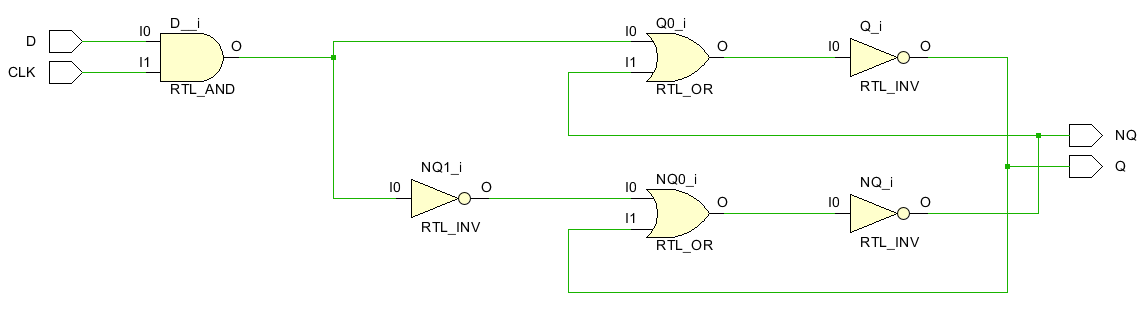 D__i
Q0_i
Q_i
D
I0
O
I0
O
I0
O
CLK
I1
I1
RTL_AND
RTL_OR
RTL_INV
NQ
NQ1_i
NQ0_i
NQ_i
Q
I0
O
I0
O
I0
O
I1
RTL_INV
RTL_OR
RTL_INV